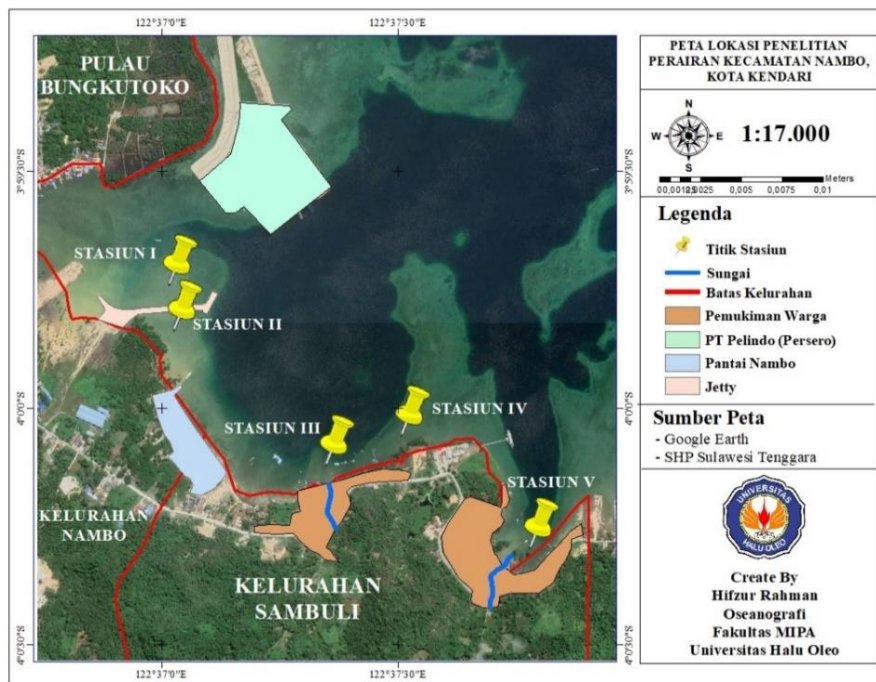 122°37'0"E
122°37'30"E
PULAU
BUNGKUTOKO
3°59'30"S
3°59'30"S
STASIUN I
STASIUN II
4°0'0"S
4°0'0"S
STASIUN III
STASIUN IV
STASIUN V
KELURAHAN
NAMBO
KELURAHAN
SAMBULI
4°0'30"S
4°0'30"S
122°37'0"E
122°37'30"E
PETA LOKASI PENELITIAN
PERAIRAN KECAMATAN NAMBO,
KOTA KENDARI
N
W
E
S
1:17.000
Meters
0,005
0,0075
0,01
Legenda
Titik Stasiun
Sungai
Batas Kelurahan
Pemukiman Warga
PT Pelindo (Persero)
Pantai Nambo
Jetty
Sumber Peta
- Google Earth
- SHP Sulawesi Tenggara
UNIVERSITAS
HALU OLEO
Create By
Hifzur Rahman
Oseanografi
Fakultas MIPA
Universitas Halu Oleo